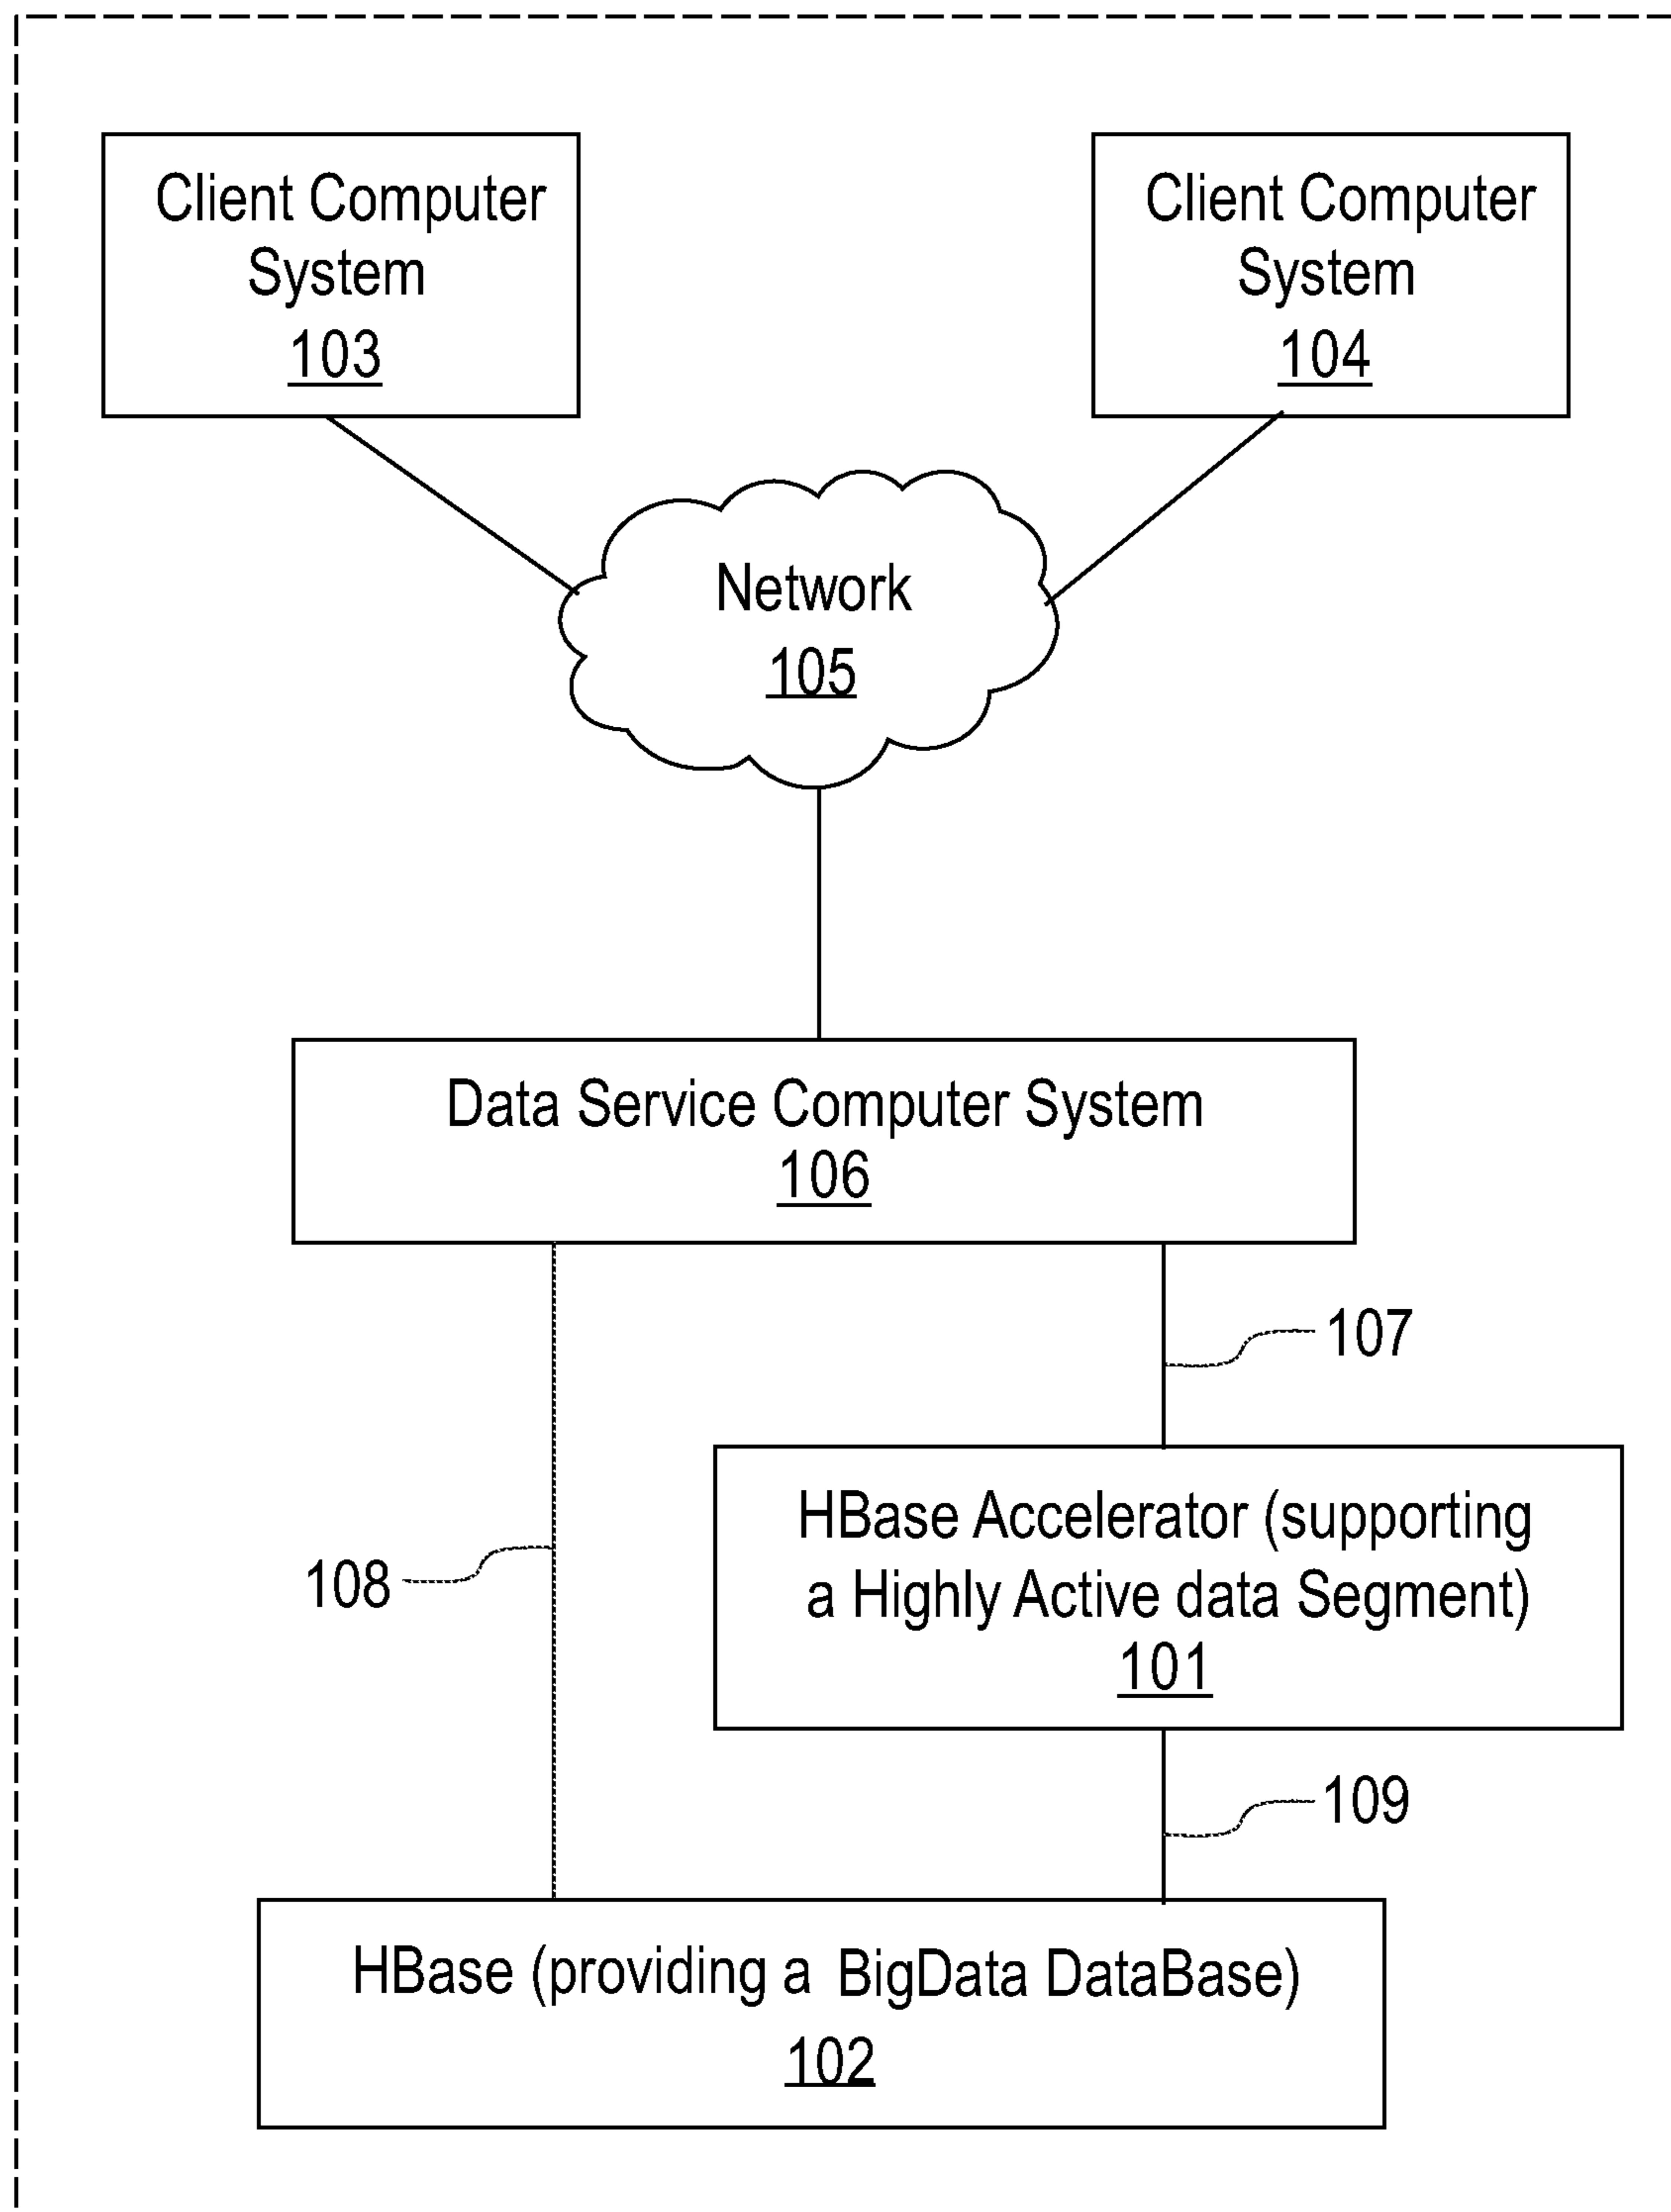 Client Computer
System
103
Client Computer
System
104
Network
105
Data Service Computer System
106
107
HBase Accelerator (supporting
a Highly Active data Segment)
101
108
109
HBase (providing a BigData DataBase)
102